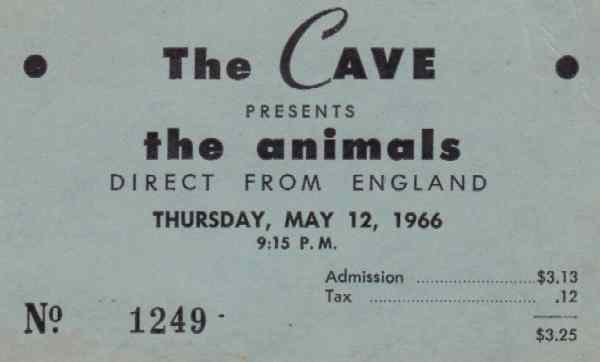 The CAVE
PRESENTS
the animals
DIRECT FROM ENGLAND
THURSDAY, MAY 12, 1966
9:15 P.M.
Admission ..................... $3.13
Tax ............................. .12
$3.25
Nº 1249